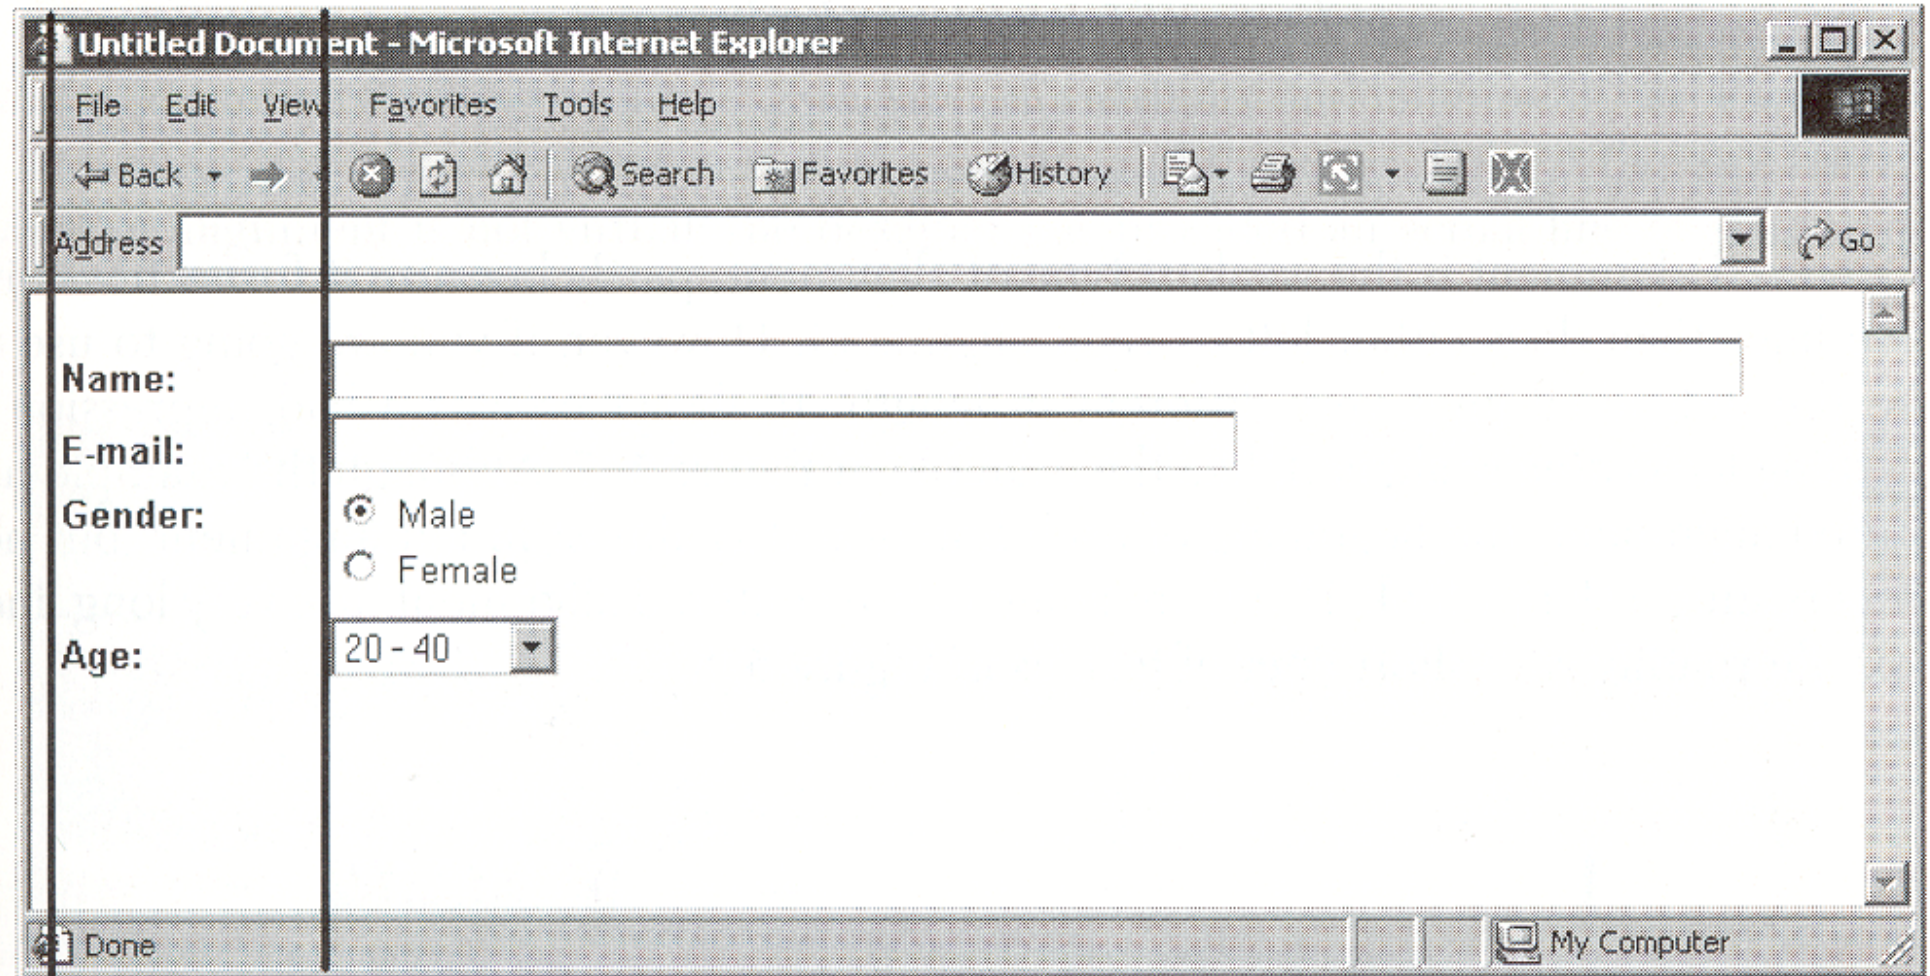 Untitled Document - Microsoft Internet Explorer
File Edit View Favorites Tools Help
Back Search Favorites History
Address Go
Name:
E-mail:
Gender: Male
Female
Age: 20 - 40
Done My Computer